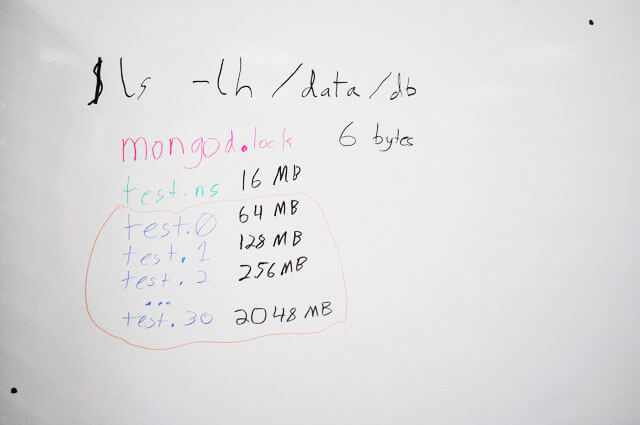 $ls -lh /data/db
mongod.lock 6 bytes
test.ns 16 MB
test.0 64 MB
test.1 128 MB
test.2 256 MB
...
test.30 2048 MB